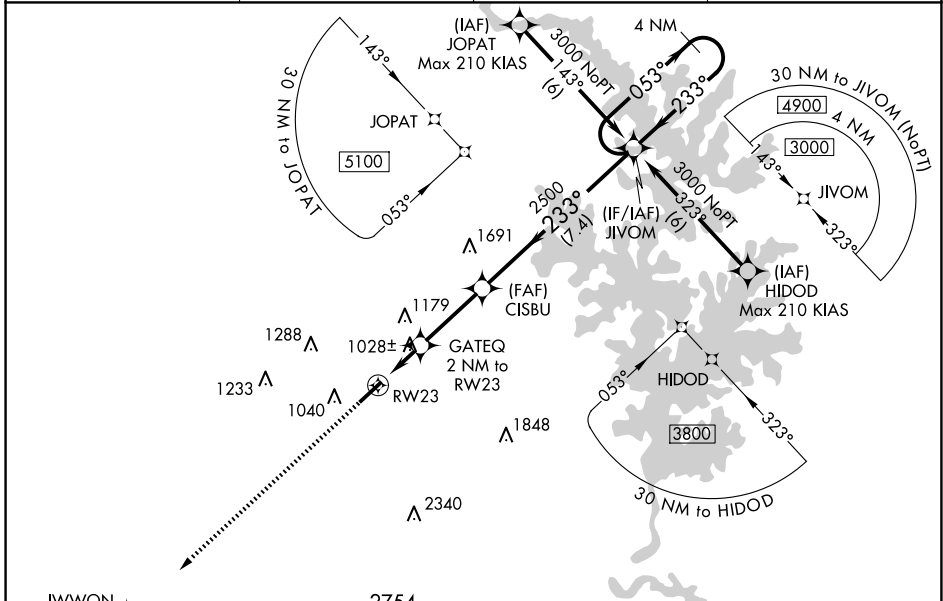 (IAF)
JOPAT
Max 210 KIAS
3000 NoPT
143°
(6)
4 NM
053°
233°
143°
JOPAT
5100
053°
30 NM to JOPAT
30 NM to JIVOM (NoPT)
4900
4 NM
3000
143°
JIVOM
323°
3000 NoPT
323°
(6)
(IF/IAF)
JIVOM
2500
233°
(7.4)
1691
(FAF)
CISBU
(IAF)
HIDOD
Max 210 KIAS
1179
1288
1028±
GATEQ
2 NM to
RW23
1233
1040
RW23
HIDOD
053°
323°
3800
30 NM to HIDOD
1848
2340
IWWON
2754